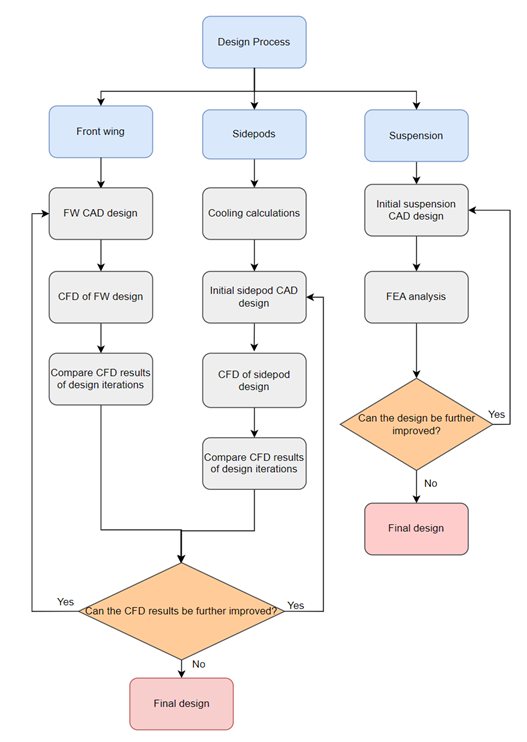 Design Process
Front wing
Sidepods
Suspension
FW CAD design
Cooling calculations
Initial suspension
CAD design
CFD of FW design
Initial sidepod CAD
design
FEA analysis
Compare CFD results
of design iterations
CFD of sidepod
design
Can the design be further
improved?
Yes
Compare CFD results
of design iterations
No
Final design
Yes
Can the CFD results be further improved?
Yes
No
Final design